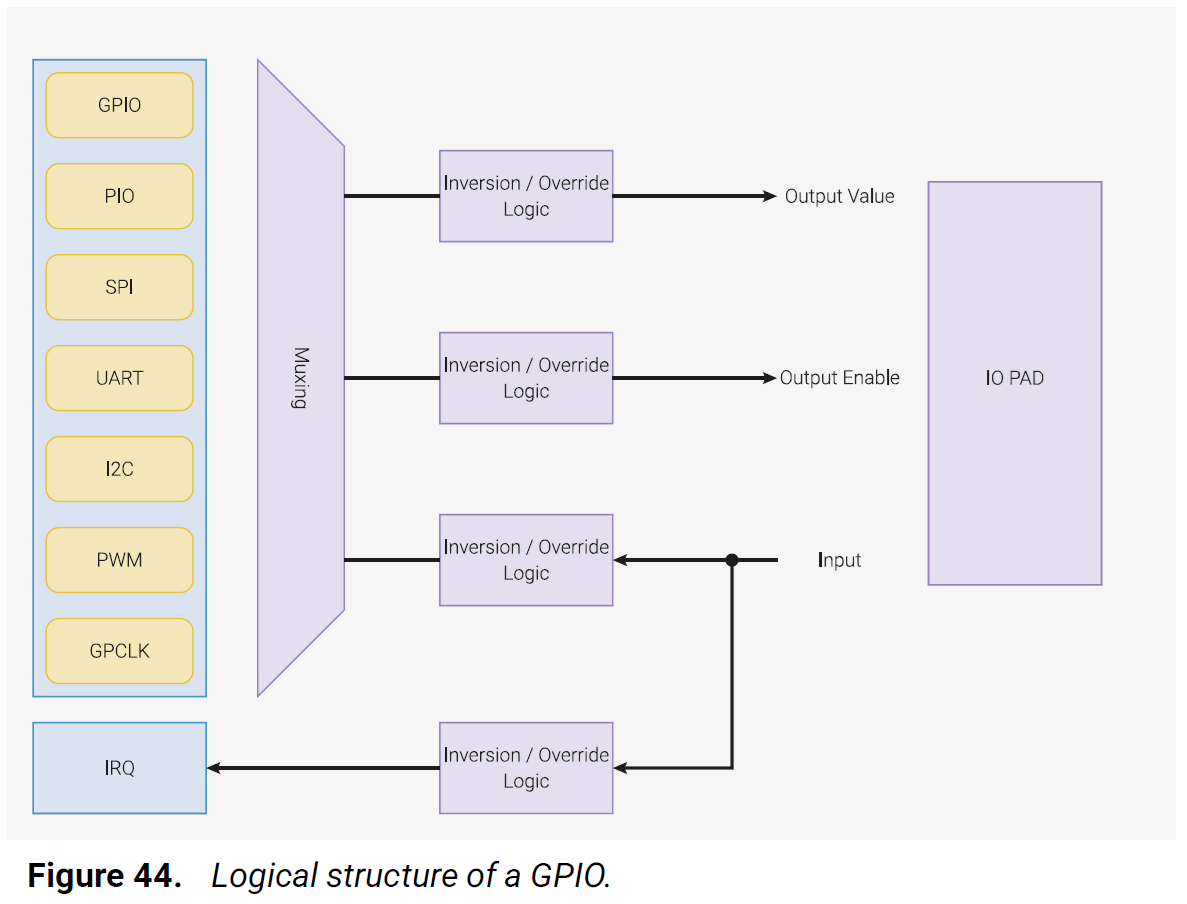 GPIO
PIO
SPI
UART
I2C
PWM
GPCLK
IRQ
Muxing
Inversion / Override
Logic
Output Value
Inversion / Override
Logic
Output Enable
Inversion / Override
Logic
Input
Inversion / Override
Logic
IO PAD
Figure 44. Logical structure of a GPIO.